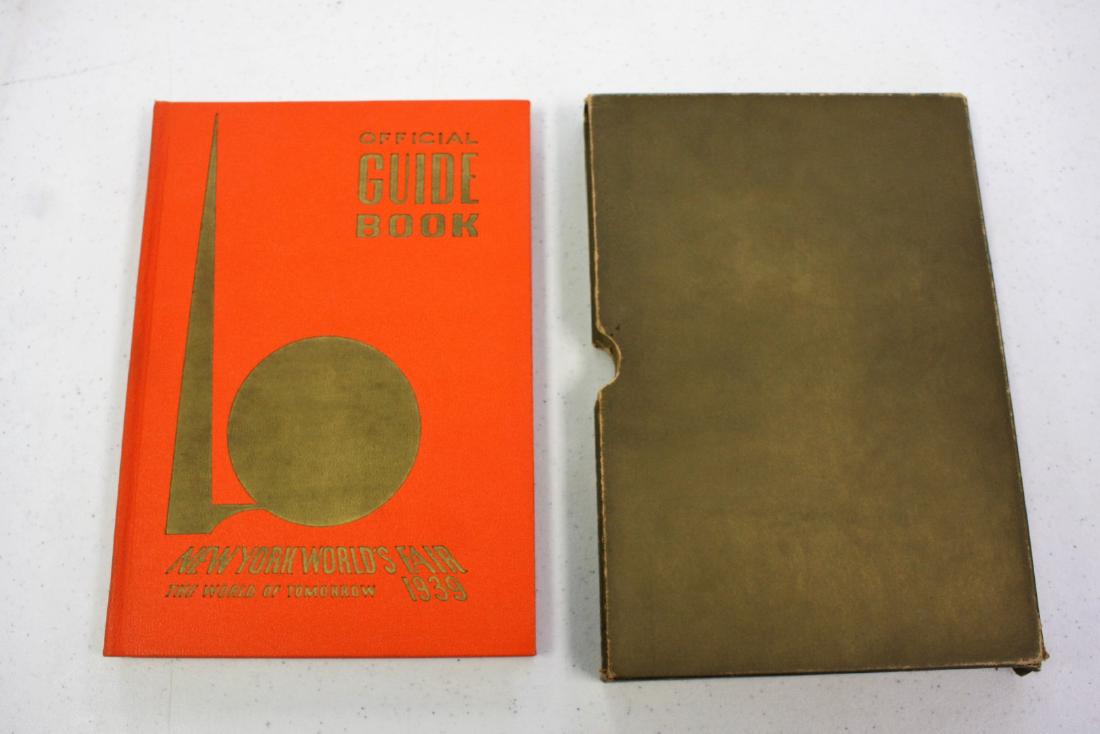 OFFICIAL
GUIDE
BOOK
NEW YORK WORLD'S FAIR
THE WORLD OF TOMORROW 1939